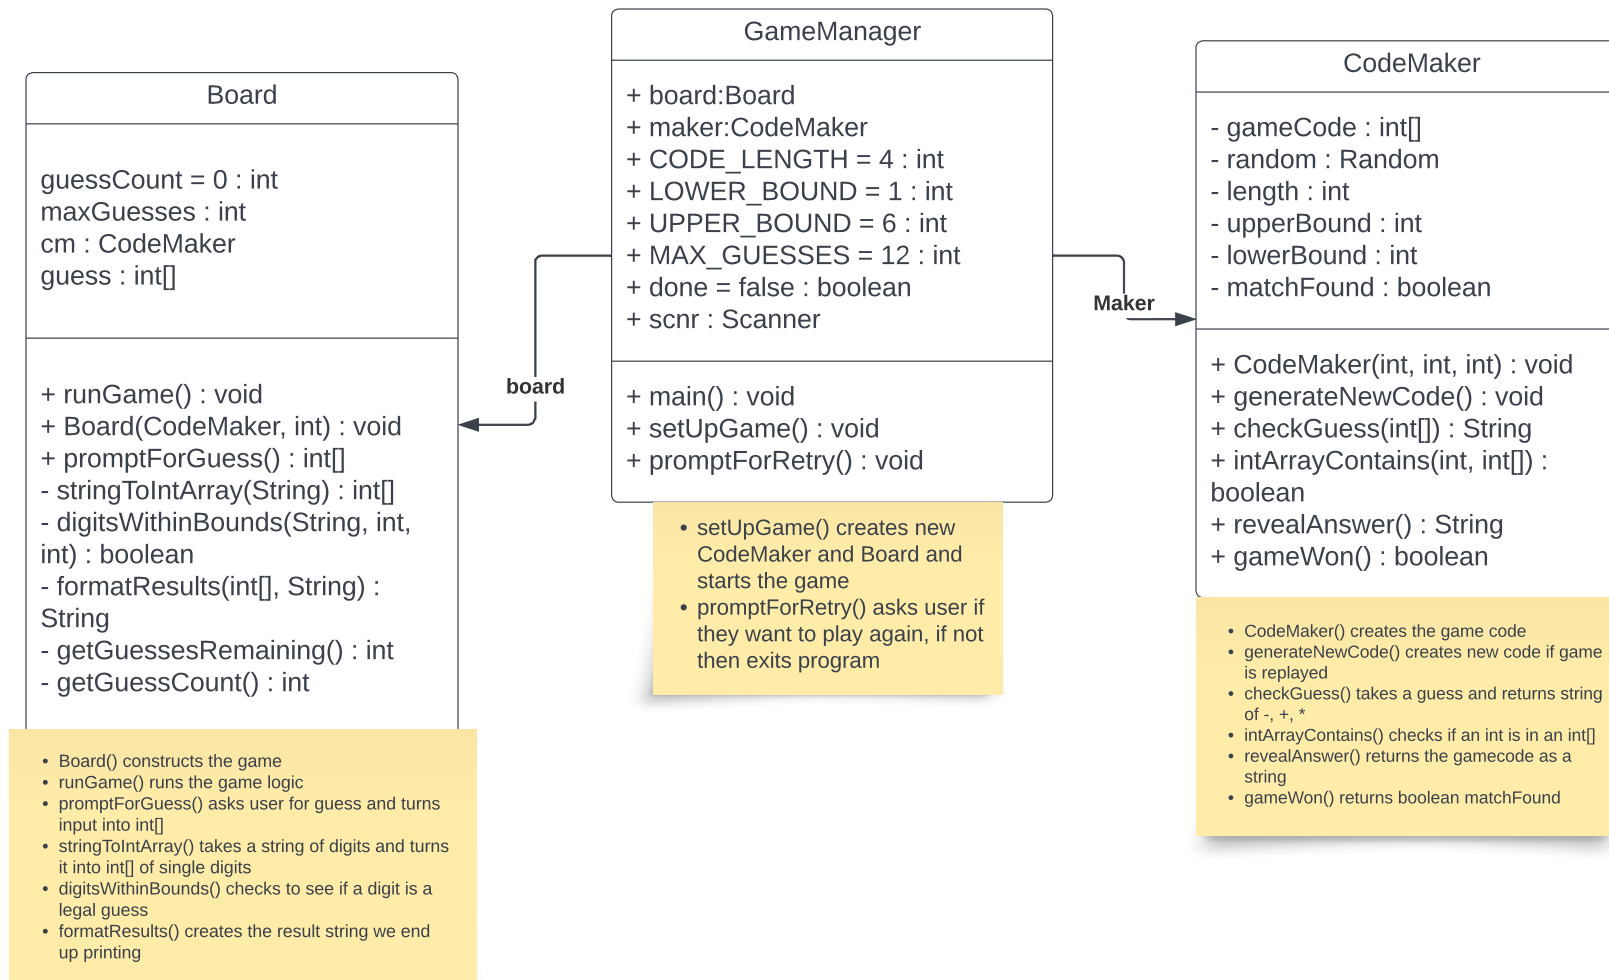 Board
guessCount = 0 : int
maxGuesses : int
cm : CodeMaker
guess : int[]
+ runGame() : void
+ Board(CodeMaker, int) : void
+ promptForGuess() : int[]
- stringToIntArray(String) : int[]
- digitsWithinBounds(String, int,
int) : boolean
- formatResults(int[], String) :
String
- getGuessesRemaining() : int
- getGuessCount() : int
• Board() constructs the game
• runGame() runs the game logic
• promptForGuess() asks user for guess and turns
input into int[]
• stringToIntArray() takes a string of digits and turns
it into int[] of single digits
• digitsWithinBounds() checks to see if a digit is a
legal guess
• formatResults() creates the result string we end
up printing
board
GameManager
+ board:Board
+ maker:CodeMaker
+ CODE_LENGTH = 4 : int
+ LOWER_BOUND = 1 : int
+ UPPER_BOUND = 6 : int
+ MAX_GUESSES = 12 : int
+ done = false : boolean
+ scnr : Scanner
+ main() : void
+ setUpGame() : void
+ promptForRetry() : void
• setUpGame() creates new
CodeMaker and Board and
starts the game
• promptForRetry() asks user if
they want to play again, if not
then exits program
Maker
CodeMaker
- gameCode : int[]
- random : Random
- length : int
- upperBound : int
- lowerBound : int
- matchFound : boolean
+ CodeMaker(int, int, int) : void
+ generateNewCode() : void
+ checkGuess(int[]) : String
+ intArrayContains(int, int[]) :
boolean
+ revealAnswer() : String
+ gameWon() : boolean
• CodeMaker() creates the game code
• generateNewCode() creates new code if game
is replayed
• checkGuess() takes a guess and returns string
of -, +, *
• intArrayContains() checks if an int is in an int[]
• revealAnswer() returns the gamecode as a
string
• gameWon() returns boolean matchFound